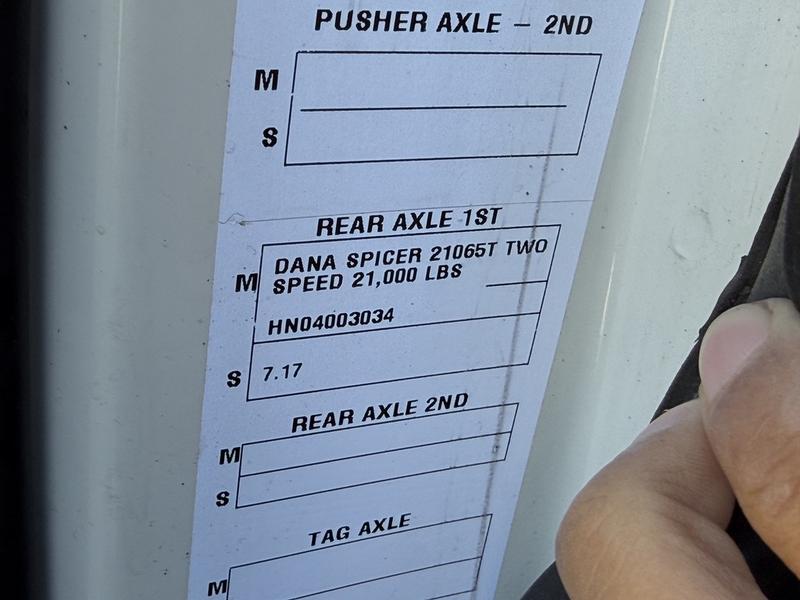 PUSHER AXLE – 2ND
M
S
REAR AXLE 1ST
M
DANA SPICER 21065T TWO
SPEED 21,000 LBS
HN04003034
S 7.17
REAR AXLE 2ND
M
S
TAG AXLE
M